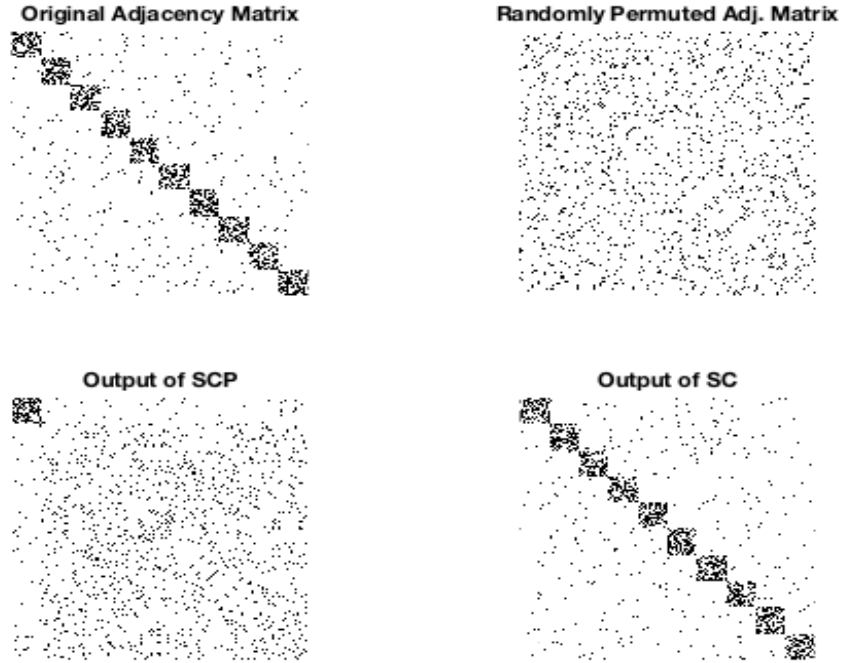 Original Adjacency Matrix
Randomly Permuted Adj. Matrix
Output of SCP
Output of SC